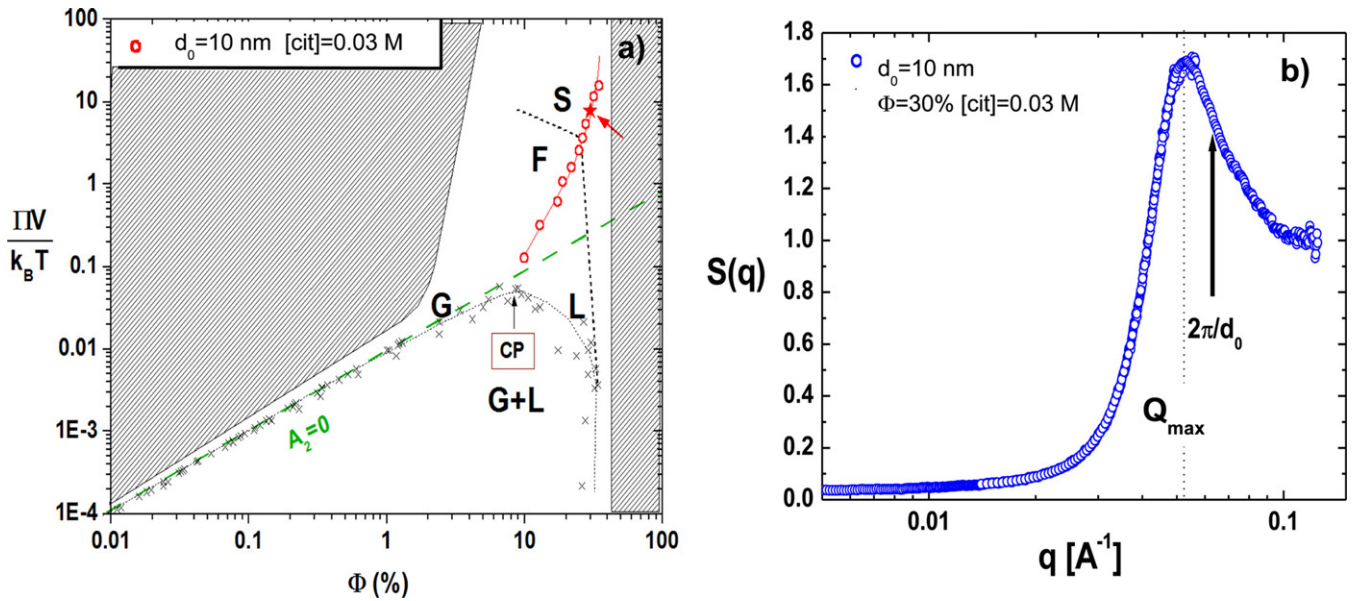 a)
d₀=10 nm [cit]=0.03 M
100
10
1
0.1
0.01
1E-3
1E-4
ΠV
k_BT
S
F
G
L
CP
G+L
A₂=0
0.01
0.1
1
10
100
Φ (%)
b)
d₀=10 nm
Φ=30% [cit]=0.03 M
1.8
1.6
1.4
1.2
1.0
0.8
0.6
0.4
0.2
0.0
S(q)
2π/d₀
Q_max
0.01
0.1
q [A⁻¹]